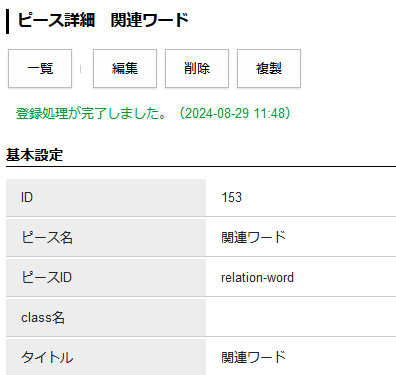 ピース詳細　関連ワード
一覧 編集 削除 複製
登録処理が完了しました。（2024-08-29 11:48）
基本設定
ID 153
ピース名 関連ワード
ピースID relation-word
class名
タイトル 関連ワード